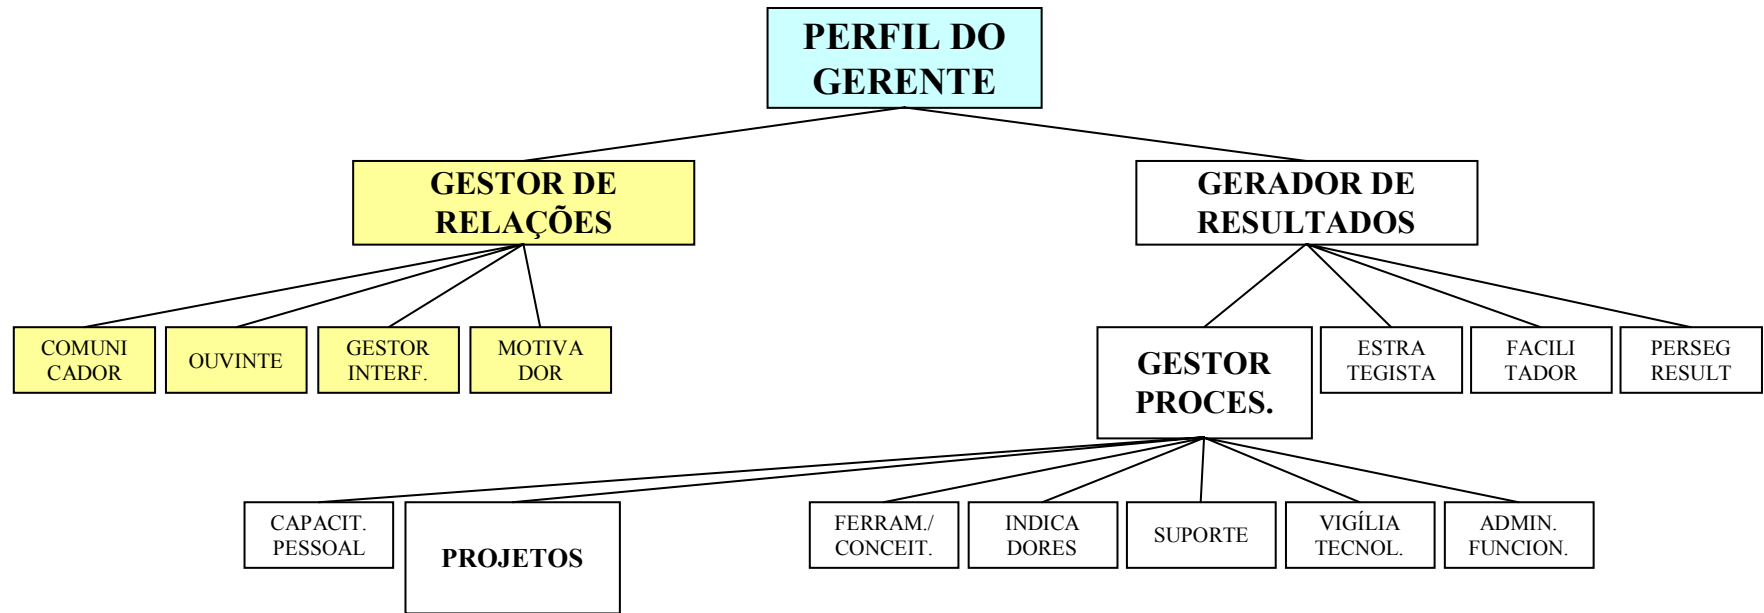 PERFIL DO
GERENTE
GESTOR DE
RELAÇÕES
GERADOR DE
RESULTADOS
COMUNI
CADOR
OUVINTE
GESTOR
INTERF.
MOTIVA
DOR
GESTOR
PROCES.
ESTRA
TEGISTA
FACILI
TADOR
PERSEG
RESULT
CAPACIT.
PESSOAL
PROJETOS
FERRAM./
CONCEIT.
INDICA
DORES
SUPORTE
VIGÍLIA
TECNOL.
ADMIN.
FUNCION.